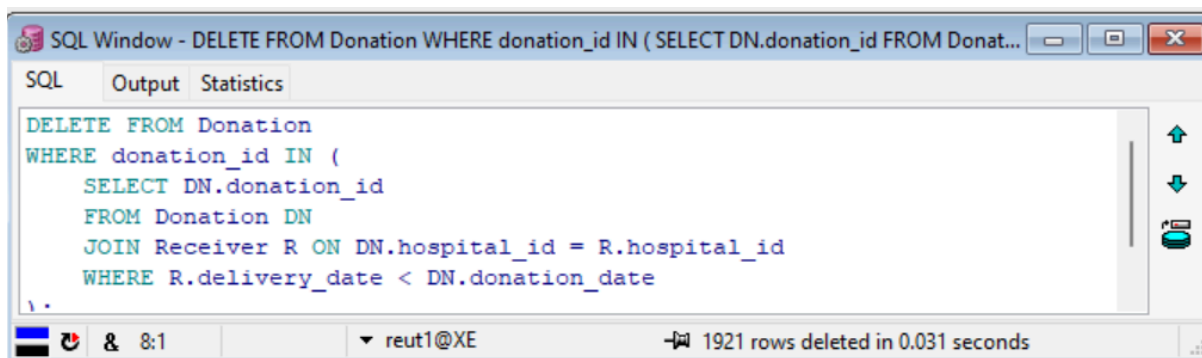 SQL Window - DELETE FROM Donation WHERE donation_id IN ( SELECT DN.donation_id FROM Donat...
SQL Output Statistics
DELETE FROM Donation
WHERE donation_id IN (
SELECT DN.donation_id
FROM Donation DN
JOIN Receiver R ON DN.hospital_id = R.hospital_id
WHERE R.delivery_date < DN.donation_date
);
& 8:1 reut1@XE 1921 rows deleted in 0.031 seconds